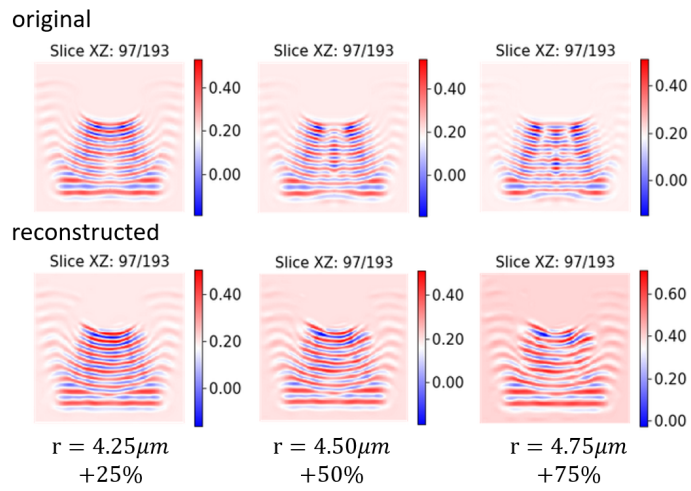 original
Slice XZ: 97/193 Slice XZ: 97/193 Slice XZ: 97/193
0.40 0.40 0.40
0.20 0.20 0.20
0.00 0.00 0.00
reconstructed
Slice XZ: 97/193 Slice XZ: 97/193 Slice XZ: 97/193
0.40 0.40 0.60
0.20 0.20 0.40
0.00 0.00 0.20
0.00
r = 4.25μm r = 4.50μm r = 4.75μm
+25% +50% +75%